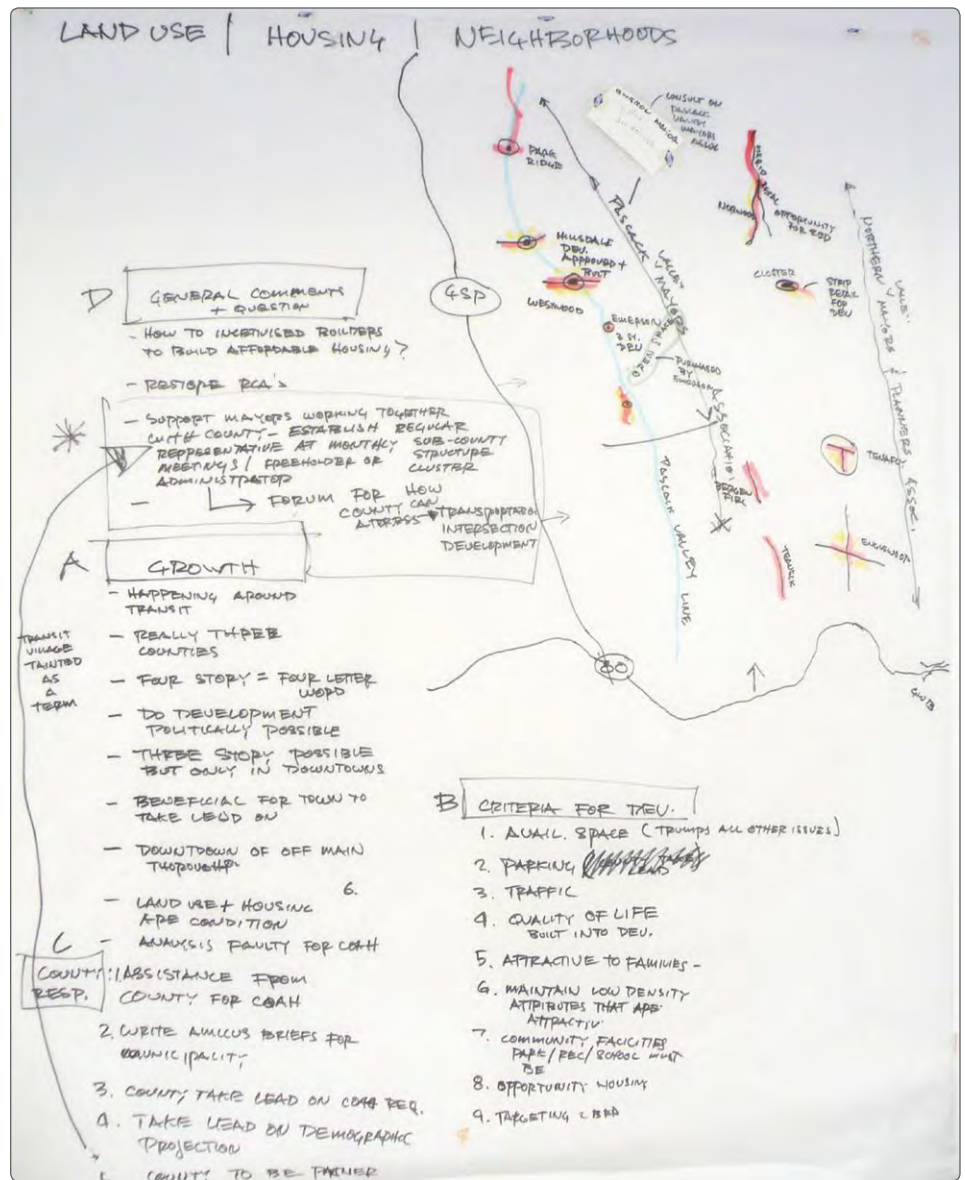 LAND USE | HOUSING | NEIGHBORHOODS
D
GENERAL COMMENTS
+ QUESTION
- HOW TO INCETIVISED BUILDERS
TO BUILD AFFORDABLE HOUSING?
- RESTORE RCA's
- SUPPORT MAYORS WORKING TOGETHER
WITH COUNTY - ESTABLISH REGULAR
REPRESENTATIVE AT MONTHLY SUB-COUNTY
MEETINGS / FREEHOLDER OR STRUCTURE
ADMINISTRATOR CLUSTER
-
FORUM FOR HOW
COUNTY CAN
ADDRESS TRANSPORTATION
INTERSECTION
DEVELOPMENT
A
GROWTH
- HAPPENING AROUND
TRANSIT
- REALLY THREE
COUNTIES
- FOUR STORY = FOUR LETTER
WORD
- DO DEVELOPMENT
POLITICALLY POSSIBLE
- THREE STORY POSSIBLE
BUT ONLY IN DOWNTOWNS
- BENEFICIAL FOR TOWN TO
TAKE LEAD ON
- DOWNTOWN OF OFF MAIN
THOROUGHF.
6.
- LAND USE + HOUSING
ARE CONDITION
- ANALYSIS FAULTY FOR COAH
TRANSIT
VILLAGE
TAINTED
AS
A
TERM
C
COUNTY
RESP.
: 1. ASSISTANCE FROM
COUNTY FOR COAH
2. WRITE AMICUS BRIEFS FOR
MUNICIPALITY
3. COUNTY TAKE LEAD ON COAH REQ.
4. TAKE LEAD ON DEMOGRAPHIC
PROJECTION
COUNTY TO BE PARTNER
B
CRITERIA FOR DEV.
1. AVAIL. SPACE (TRUMPS ALL OTHER ISSUES)
2. PARKING
3. TRAFFIC
4. QUALITY OF LIFE
BUILT INTO DEV.
5. ATTRACTIVE TO FAMILIES -
6. MAINTAIN LOW DENSITY
ATTRIBUTES THAT ARE
ATTRACTIV
7. COMMUNITY FACILITIES
PARK / REC / SCHOOL MUST
BE
8. OPPORTUNITY HOUSING
9. TARGETING
GSP
PARK
RIDGE
HILLSDALE
DEV.
APPROVED +
BUILT
WESTWOOD
EMERSON
3 ST.
DEV
OPEN SPACE
PURCHASED
BY
EMERSON
CONSULT ON
PASCACK
VALLEY
MAYORS
ASSOC
PASCACK VALLEY MAYORS ASSOCIATION
PASCACK VALLEY LINE
NORWOOD
OPPORTUNITY
FOR ROD
CLOSTER
STRIP
RETAIL
FOR
DEV
NORTHERN VALLEY MAYORS & PLANNERS ASSOC.
TENAFLY
BERGEN
FIELD
TEANECK
ENGLEWOOD
80
GWB